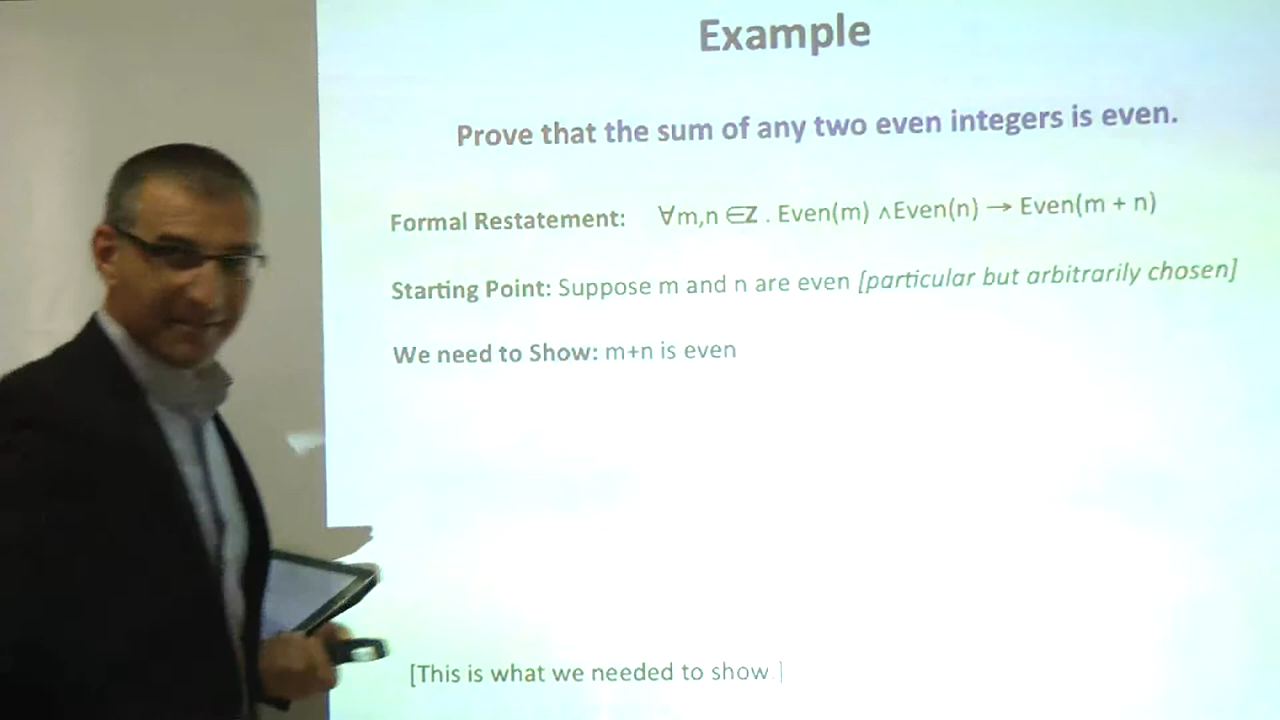 Example
Prove that the sum of any two even integers is even.
Formal Restatement: ∀m,n ∈Z . Even(m) ∧Even(n) → Even(m + n)
Starting Point: Suppose m and n are even [particular but arbitrarily chosen]
We need to Show: m+n is even
[This is what we needed to show.]